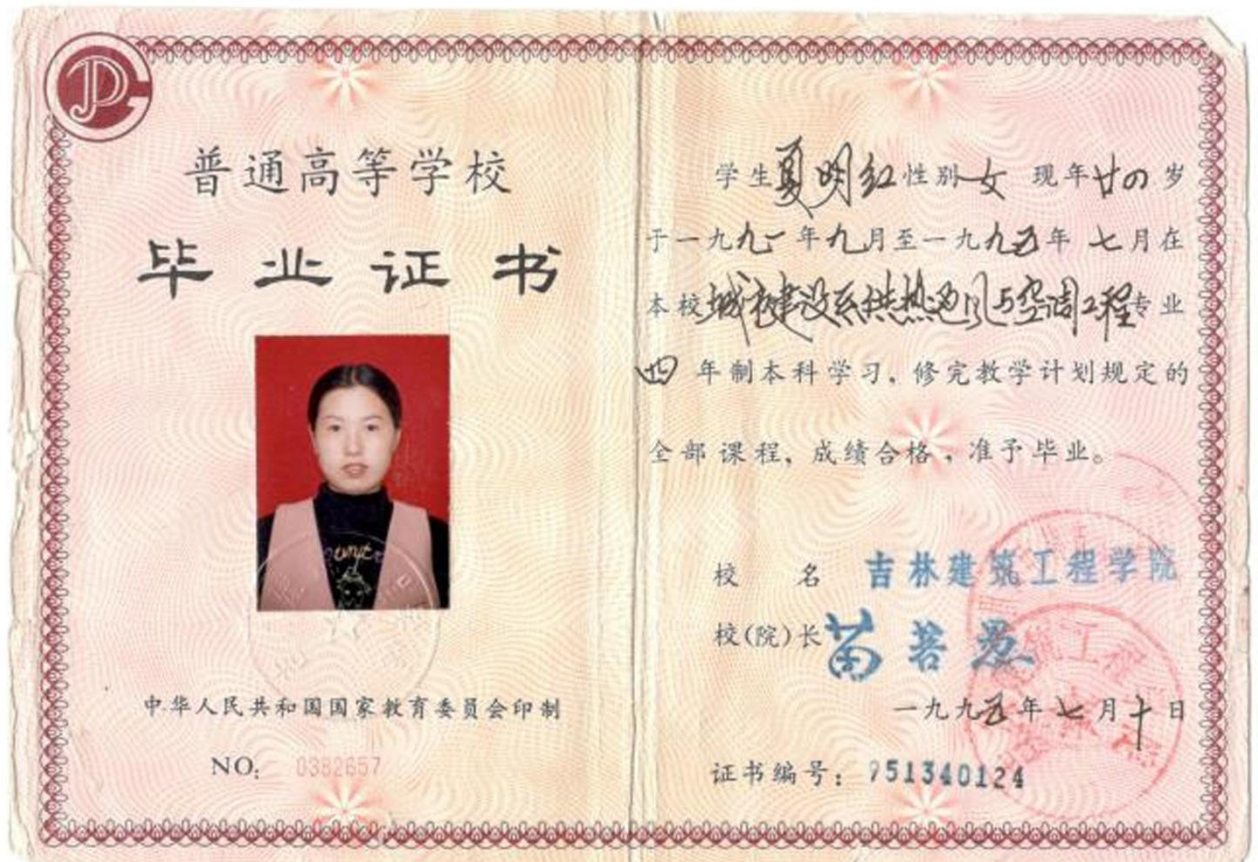 普通高等学校
毕业证书
中华人民共和国国家教育委员会印制
NO: 0382657
学生夏明红性别女 现年廿四岁
于一九九一年九月至一九九五年 七月在
本校城市建设系供热通风与空调工程专业
四年制本科学习,修完教学计划规定的
全部课程,成绩合格,准予毕业。
校 名 吉林建筑工程学院
校(院)长 苗若愚
一九九五年七月十日
证书编号: 951340124